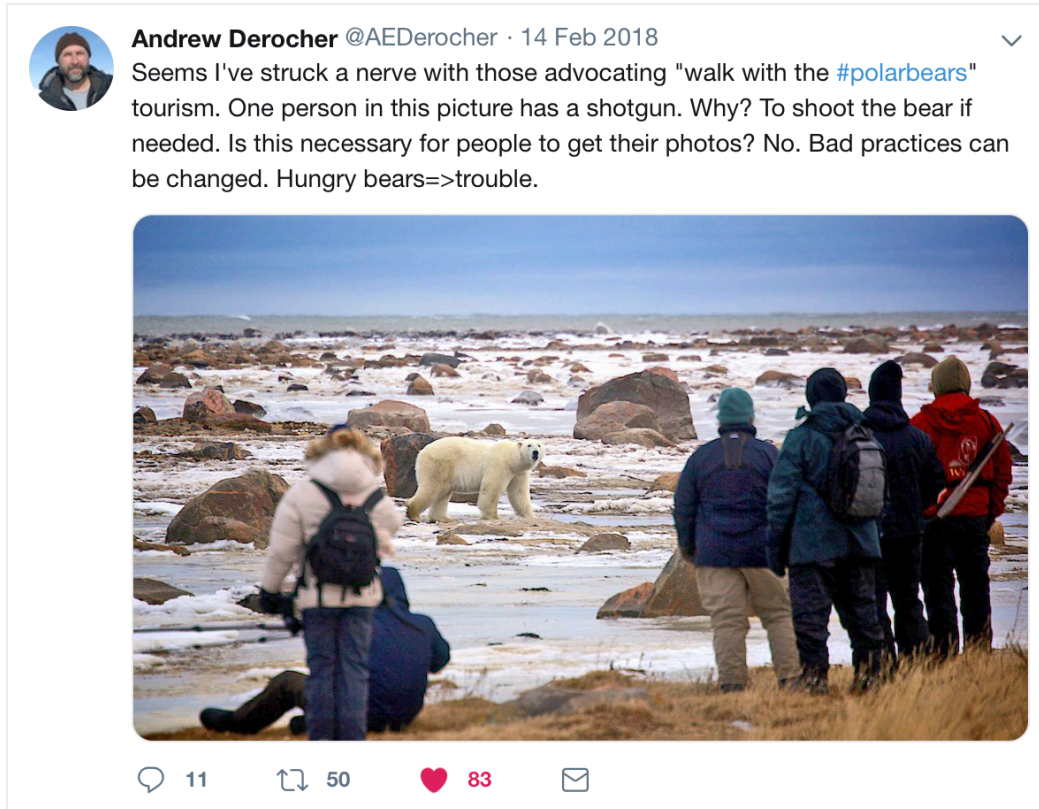 Andrew Derocher @AEDerocher · 14 Feb 2018
Seems I've struck a nerve with those advocating "walk with the #polarbears"
tourism. One person in this picture has a shotgun. Why? To shoot the bear if
needed. Is this necessary for people to get their photos? No. Bad practices can
be changed. Hungry bears=>trouble.
11 50 83